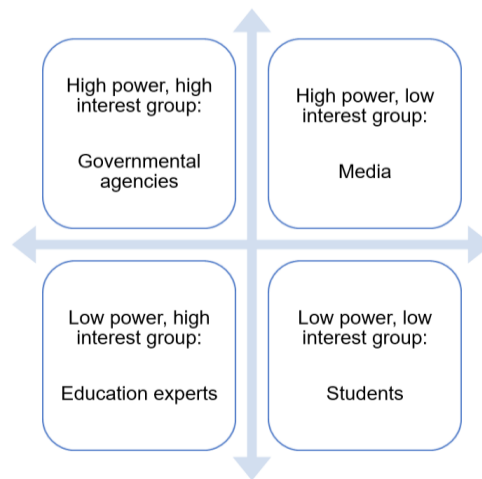 High power, high
interest group:
Governmental
agencies
High power, low
interest group:
Media
Low power, high
interest group:
Education experts
Low power, low
interest group:
Students